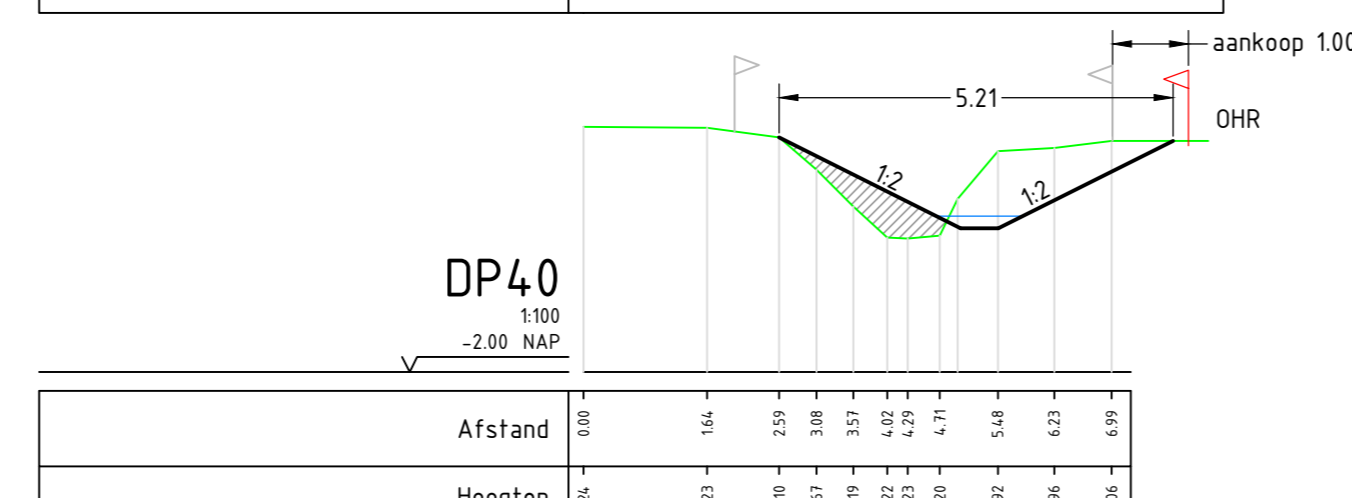 aankoop 1.00
5.21
OHR
1:2
1:2
DP40
1:100
-2.00 NAP
Afstand
0.00 1.64 2.59 3.08 3.57 4.02 4.29 4.71 5.48 6.23 6.99